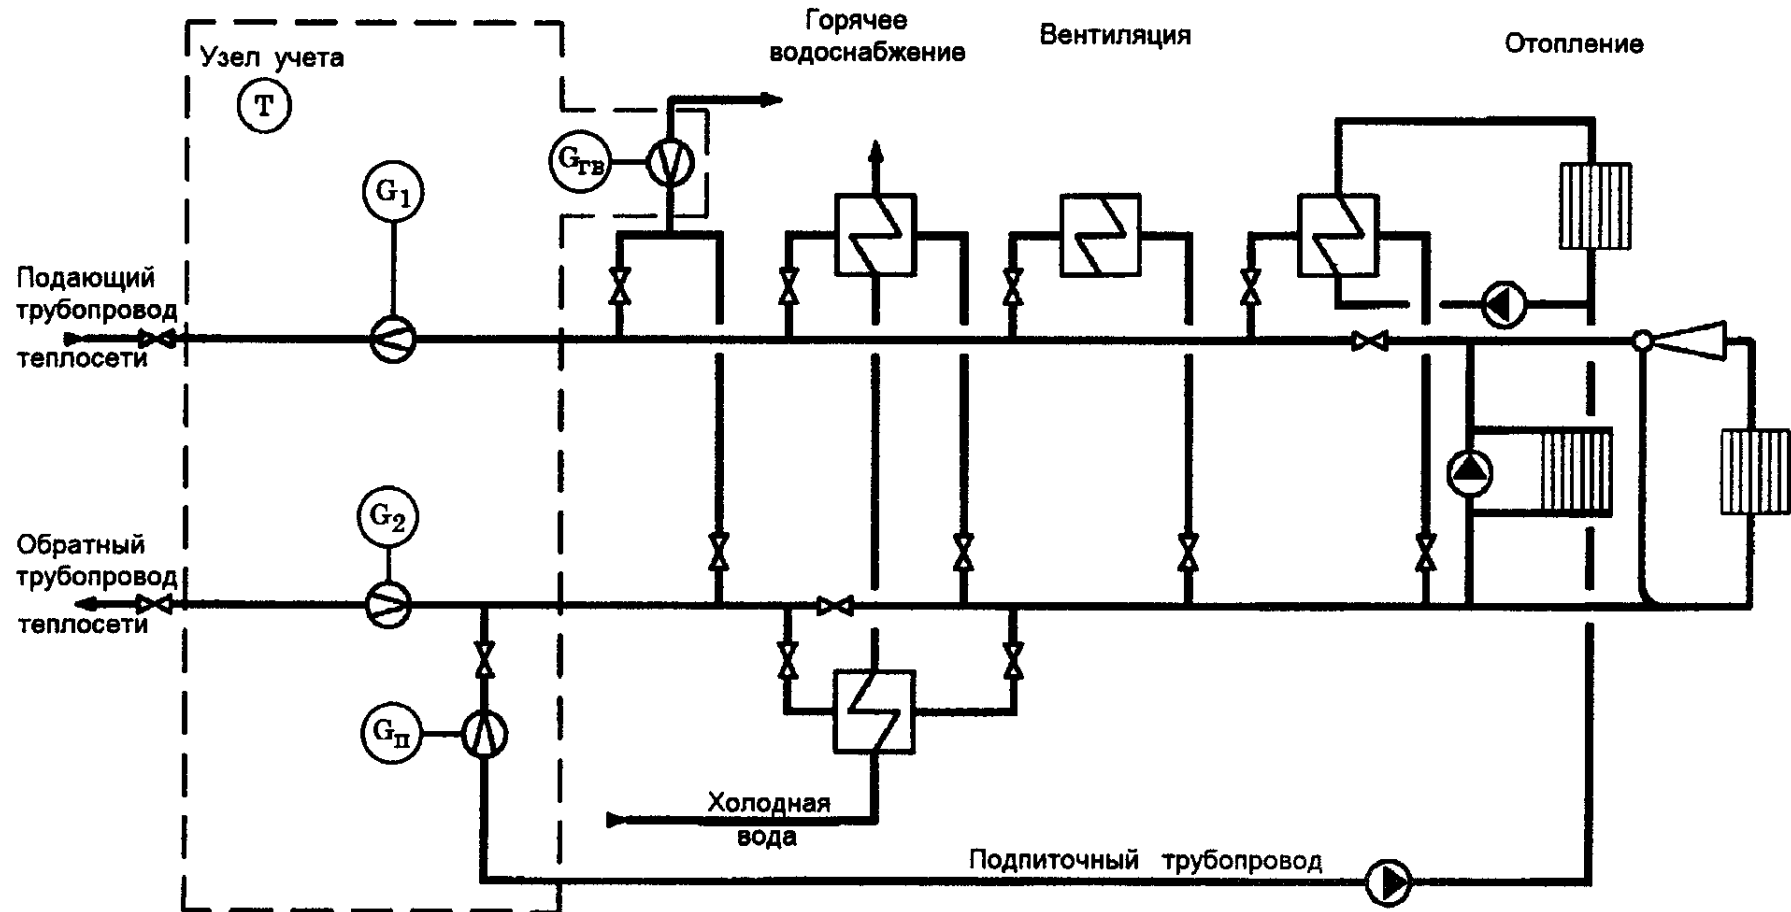 Узел учета
T
Горячее
водоснабжение
Вентиляция
Отопление
Gгв
G1
Подающий
трубопровод
теплосети
G2
Обратный
трубопровод
теплосети
Gп
Холодная
вода
Подпиточный трубопровод